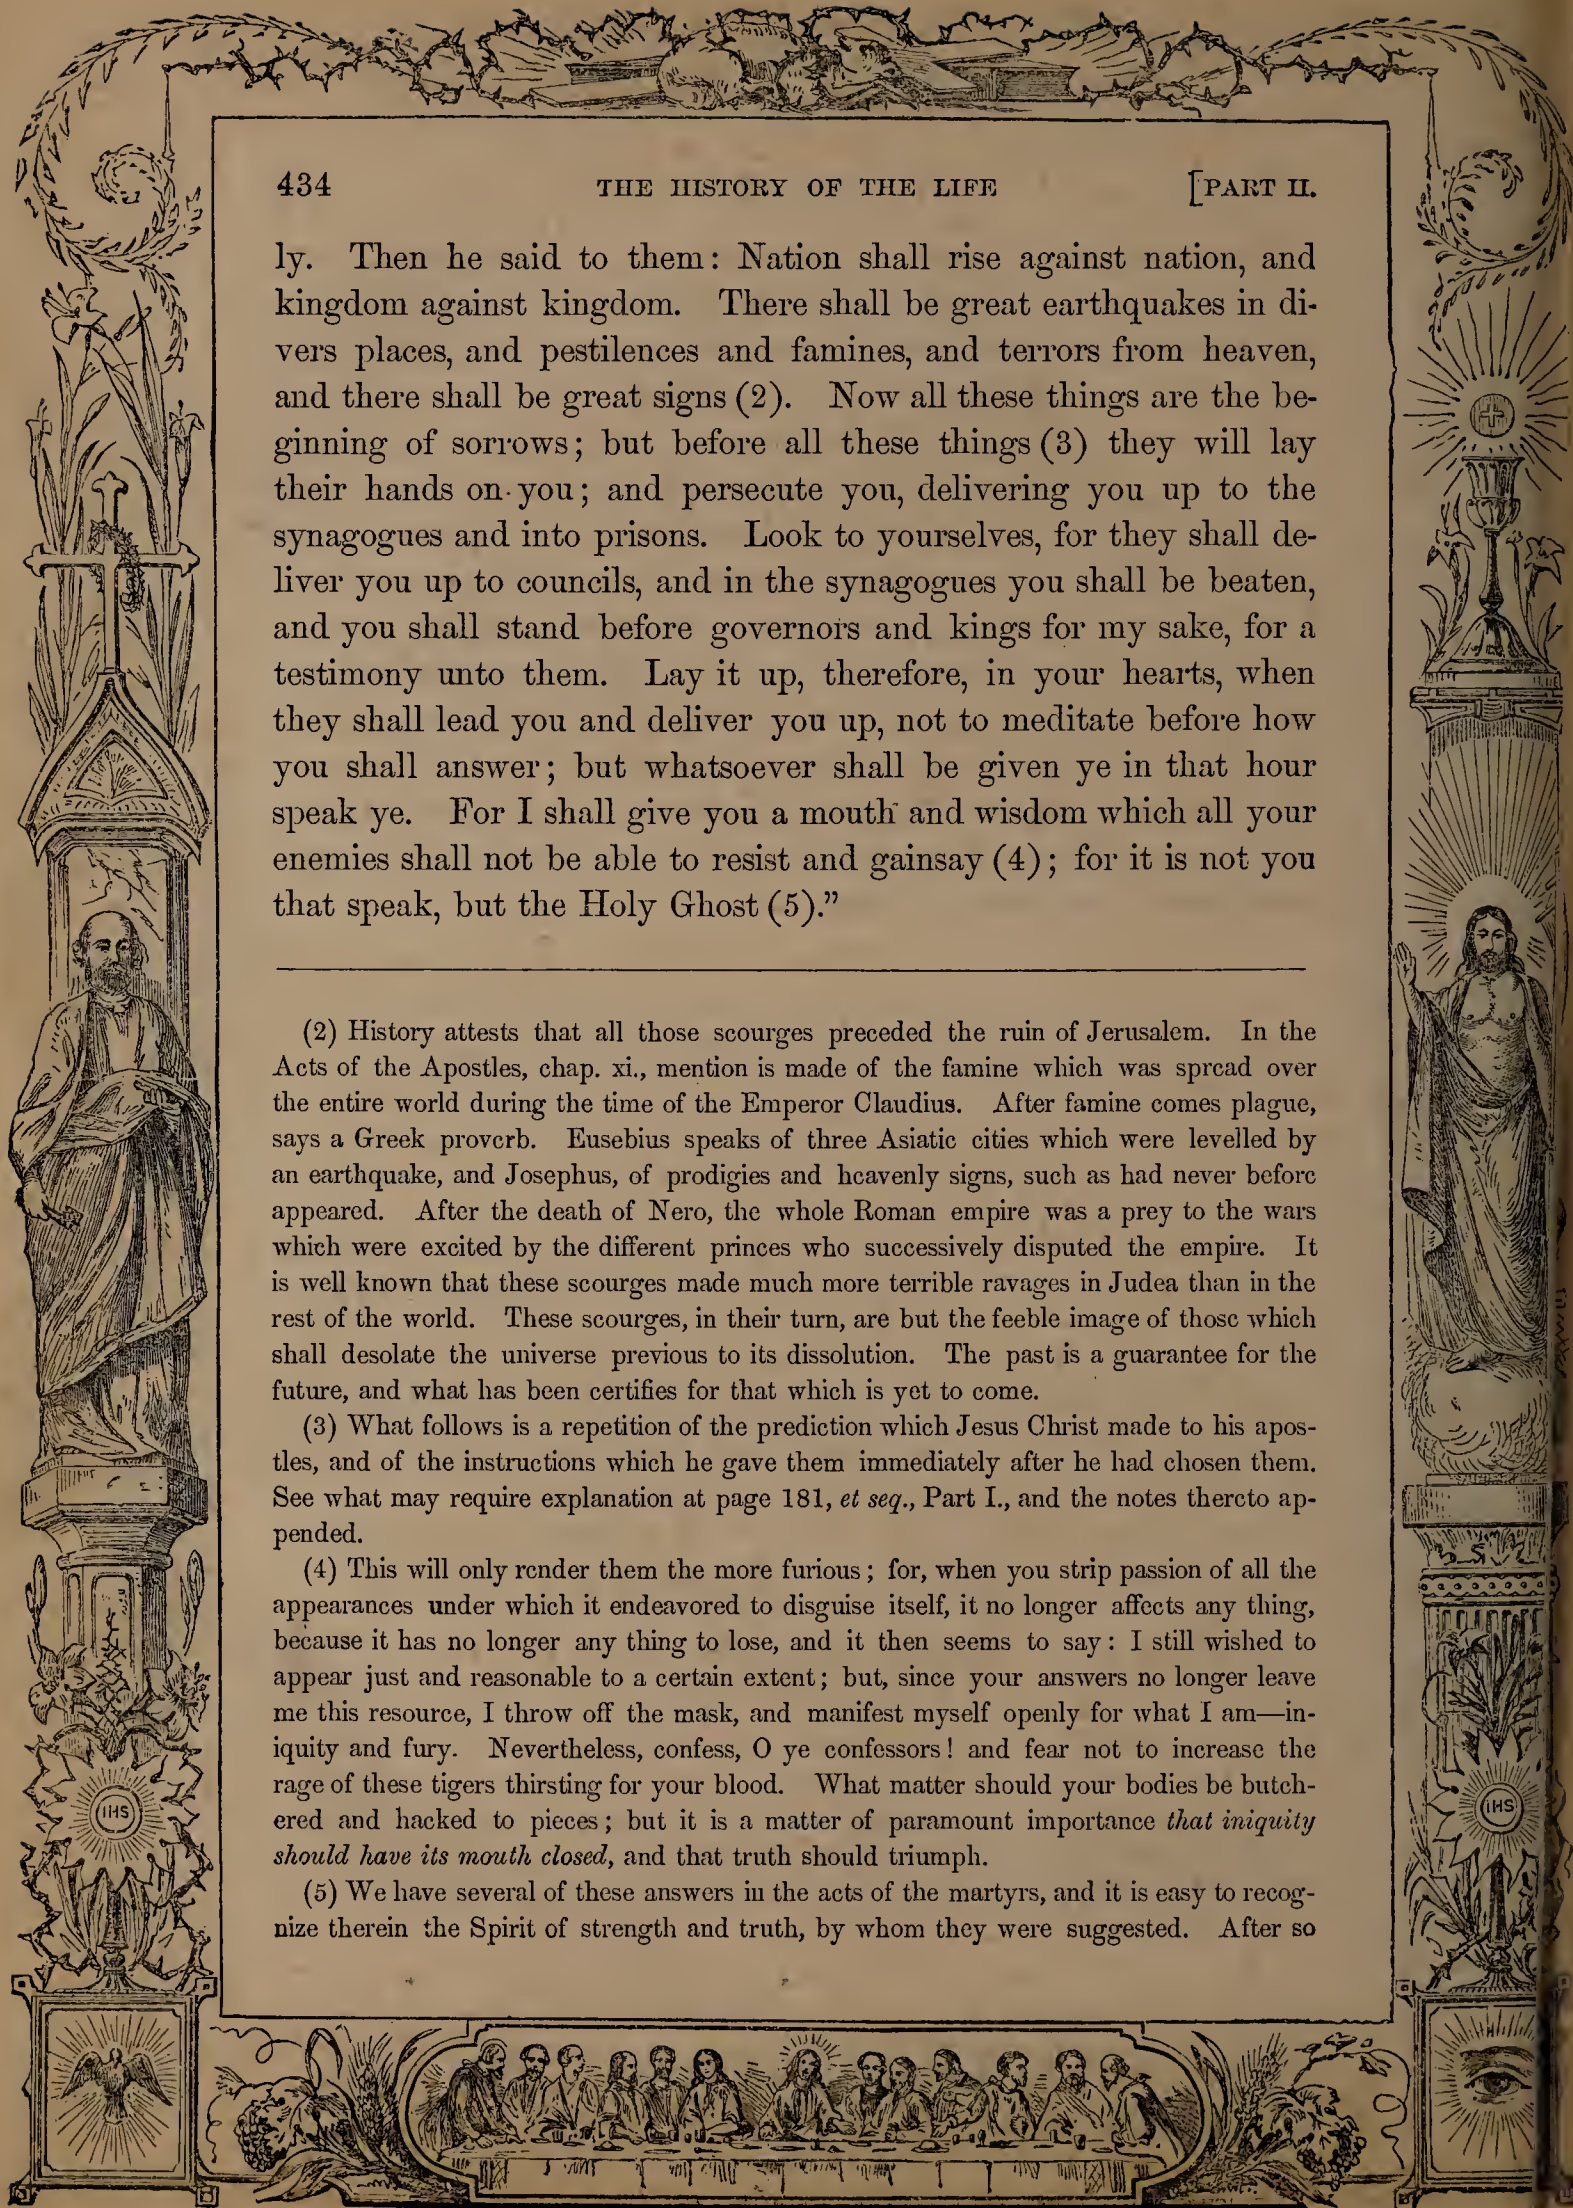 434 THE HISTORY OF THE LIFE [PART II.
ly. Then he said to them: Nation shall rise against nation, and
kingdom against kingdom. There shall be great earthquakes in di-
vers places, and pestilences and famines, and terrors from heaven,
and there shall be great signs (2). Now all these things are the be-
ginning of sorrows; but before all these things (3) they will lay
their hands on you; and persecute you, delivering you up to the
synagogues and into prisons. Look to yourselves, for they shall de-
liver you up to councils, and in the synagogues you shall be beaten,
and you shall stand before governors and kings for my sake, for a
testimony unto them. Lay it up, therefore, in your hearts, when
they shall lead you and deliver you up, not to meditate before how
you shall answer; but whatsoever shall be given ye in that hour
speak ye. For I shall give you a mouth and wisdom which all your
enemies shall not be able to resist and gainsay (4); for it is not you
that speak, but the Holy Ghost (5)."
(2) History attests that all those scourges preceded the ruin of Jerusalem. In the
Acts of the Apostles, chap. xi., mention is made of the famine which was spread over
the entire world during the time of the Emperor Claudius. After famine comes plague,
says a Greek proverb. Eusebius speaks of three Asiatic cities which were levelled by
an earthquake, and Josephus, of prodigies and heavenly signs, such as had never before
appeared. After the death of Nero, the whole Roman empire was a prey to the wars
which were excited by the different princes who successively disputed the empire. It
is well known that these scourges made much more terrible ravages in Judea than in the
rest of the world. These scourges, in their turn, are but the feeble image of those which
shall desolate the universe previous to its dissolution. The past is a guarantee for the
future, and what has been certifies for that which is yet to come.
(3) What follows is a repetition of the prediction which Jesus Christ made to his apos-
tles, and of the instructions which he gave them immediately after he had chosen them.
See what may require explanation at page 181, et seq., Part I., and the notes thereto ap-
pended.
(4) This will only render them the more furious; for, when you strip passion of all the
appearances under which it endeavored to disguise itself, it no longer affects any thing,
because it has no longer any thing to lose, and it then seems to say: I still wished to
appear just and reasonable to a certain extent; but, since your answers no longer leave
me this resource, I throw off the mask, and manifest myself openly for what I am—in-
iquity and fury. Nevertheless, confess, O ye confessors! and fear not to increase the
rage of these tigers thirsting for your blood. What matter should your bodies be butch-
ered and hacked to pieces; but it is a matter of paramount importance that iniquity
should have its mouth closed, and that truth should triumph.
(5) We have several of these answers in the acts of the martyrs, and it is easy to recog-
nize therein the Spirit of strength and truth, by whom they were suggested. After so
IHS
IHS